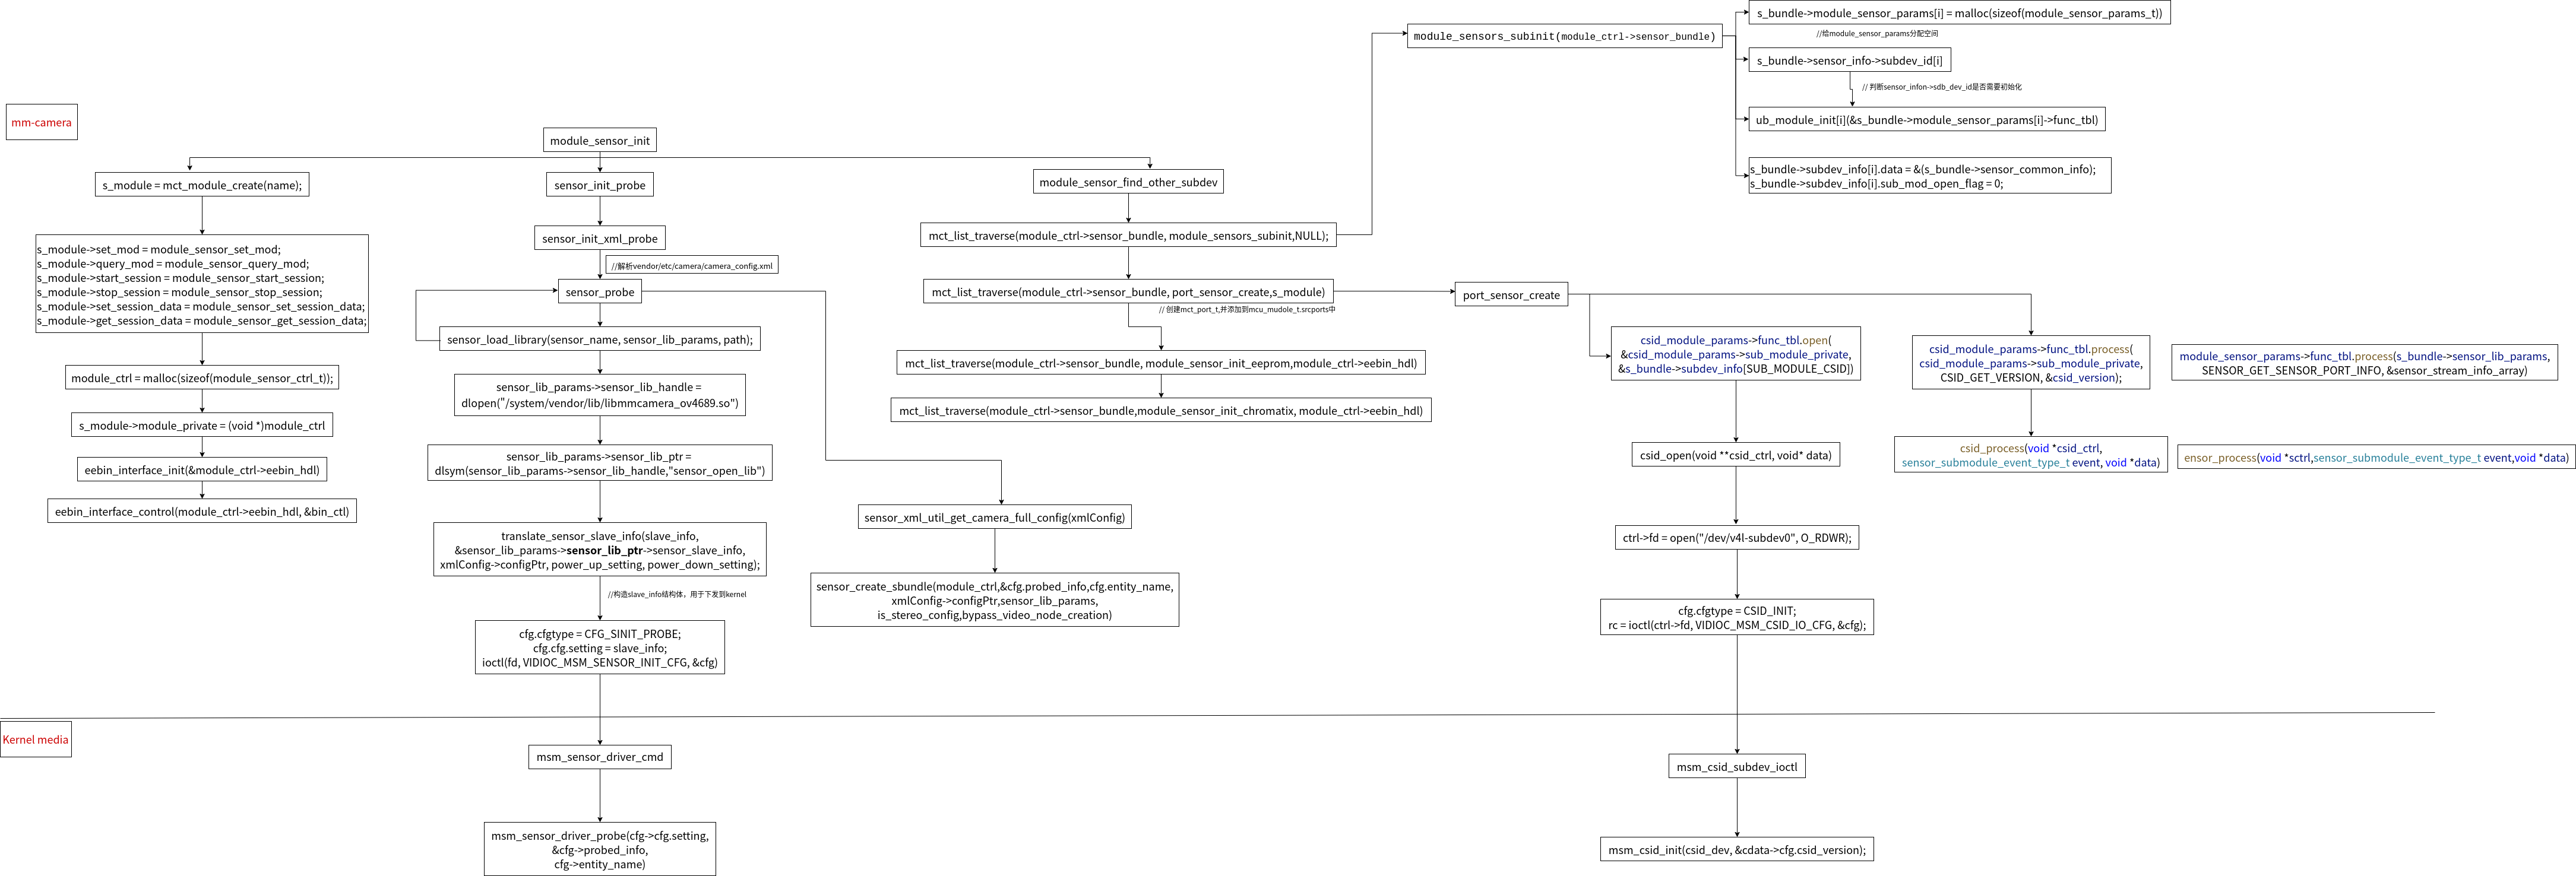 mm-camera
module_sensor_init
s_module = mct_module_create(name);
s_module->set_mod = module_sensor_set_mod;
s_module->query_mod = module_sensor_query_mod;
s_module->start_session = module_sensor_start_session;
s_module->stop_session = module_sensor_stop_session;
s_module->set_session_data = module_sensor_set_session_data;
s_module->get_session_data = module_sensor_get_session_data;
module_ctrl = malloc(sizeof(module_sensor_ctrl_t));
s_module->module_private = (void *)module_ctrl
eebin_interface_init(&module_ctrl->eebin_hdl)
eebin_interface_control(module_ctrl->eebin_hdl, &bin_ctl)
sensor_init_probe
sensor_init_xml_probe
//解析vendor/etc/camera/camera_config.xml
sensor_probe
sensor_load_library(sensor_name, sensor_lib_params, path);
sensor_lib_params->sensor_lib_handle =
dlopen("/system/vendor/lib/libmmcamera_ov4689.so")
sensor_lib_params->sensor_lib_ptr =
dlsym(sensor_lib_params->sensor_lib_handle,"sensor_open_lib")
translate_sensor_slave_info(slave_info,
&sensor_lib_params->sensor_lib_ptr->sensor_slave_info,
xmlConfig->configPtr, power_up_setting, power_down_setting);
//构造slave_info结构体，用于下发到kernel
cfg.cfgtype = CFG_SINIT_PROBE;
cfg.cfg.setting = slave_info;
ioctl(fd, VIDIOC_MSM_SENSOR_INIT_CFG, &cfg)
sensor_xml_util_get_camera_full_config(xmlConfig)
sensor_create_sbundle(module_ctrl,&cfg.probed_info,cfg.entity_name,
xmlConfig->configPtr,sensor_lib_params,
is_stereo_config,bypass_video_node_creation)
module_sensor_find_other_subdev
mct_list_traverse(module_ctrl->sensor_bundle, module_sensors_subinit,NULL);
mct_list_traverse(module_ctrl->sensor_bundle, port_sensor_create,s_module)
// 创建mct_port_t,并添加到mcu_mudole_t.srcports中
mct_list_traverse(module_ctrl->sensor_bundle, module_sensor_init_eeprom,module_ctrl->eebin_hdl)
mct_list_traverse(module_ctrl->sensor_bundle,module_sensor_init_chromatix, module_ctrl->eebin_hdl)
module_sensors_subinit(module_ctrl->sensor_bundle)
s_bundle->module_sensor_params[i] = malloc(sizeof(module_sensor_params_t))
//给module_sensor_params分配空间
s_bundle->sensor_info->subdev_id[i]
// 判断sensor_infon->sdb_dev_id是否需要初始化
ub_module_init[i](&s_bundle->module_sensor_params[i]->func_tbl)
s_bundle->subdev_info[i].data = &(s_bundle->sensor_common_info);
s_bundle->subdev_info[i].sub_mod_open_flag = 0;
port_sensor_create
csid_module_params->func_tbl.open(
&csid_module_params->sub_module_private,
&s_bundle->subdev_info[SUB_MODULE_CSID])
csid_open(void **csid_ctrl, void* data)
ctrl->fd = open("/dev/v4l-subdev0", O_RDWR);
cfg.cfgtype = CSID_INIT;
rc = ioctl(ctrl->fd, VIDIOC_MSM_CSID_IO_CFG, &cfg);
csid_module_params->func_tbl.process(
csid_module_params->sub_module_private,
CSID_GET_VERSION, &csid_version);
csid_process(void *csid_ctrl,
sensor_submodule_event_type_t event, void *data)
module_sensor_params->func_tbl.process(s_bundle->sensor_lib_params,
SENSOR_GET_SENSOR_PORT_INFO, &sensor_stream_info_array)
ensor_process(void *sctrl,sensor_submodule_event_type_t event,void *data)
Kernel media
msm_sensor_driver_cmd
msm_sensor_driver_probe(cfg->cfg.setting,
&cfg->probed_info,
cfg->entity_name)
msm_csid_subdev_ioctl
msm_csid_init(csid_dev, &cdata->cfg.csid_version);